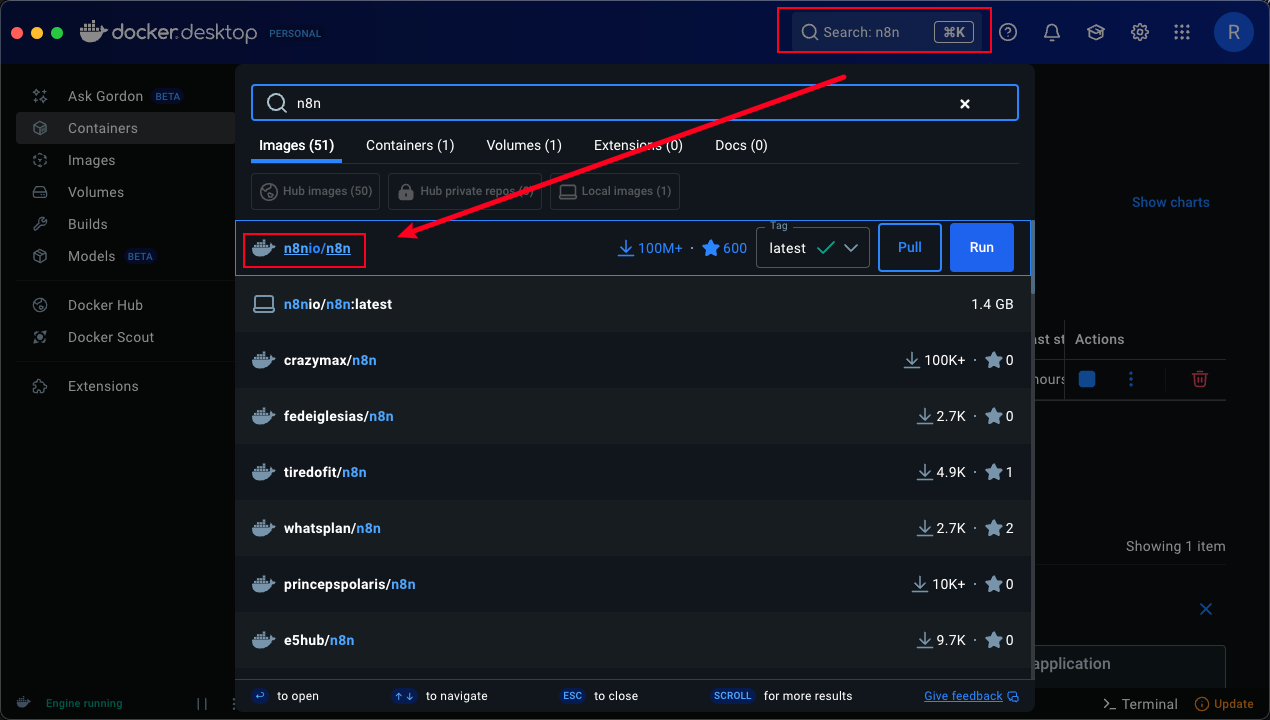 docker.desktop PERSONAL
Search: n8n ⌘K
R
Ask Gordon BETA
Containers
Images
Volumes
Builds
Models BETA
Docker Hub
Docker Scout
Extensions
n8n
Images (51) Containers (1) Volumes (1) Extensions (0) Docs (0)
Hub images (50) Hub private repos (0) Local images (1)
n8nio/n8n 100M+ · 600 Tag latest Pull Run
n8nio/n8n:latest 1.4 GB
crazymax/n8n 100K+ · 0
fedeiglesias/n8n 2.7K · 0
tiredofit/n8n 4.9K · 1
whatsplan/n8n 2.7K · 2
princepspolaris/n8n 10K+ · 0
e5hub/n8n 9.7K · 0
to open to navigate ESC to close SCROLL for more results Give feedback
Show charts
ast st Actions
hours
Showing 1 item
application
Engine running
Terminal Update